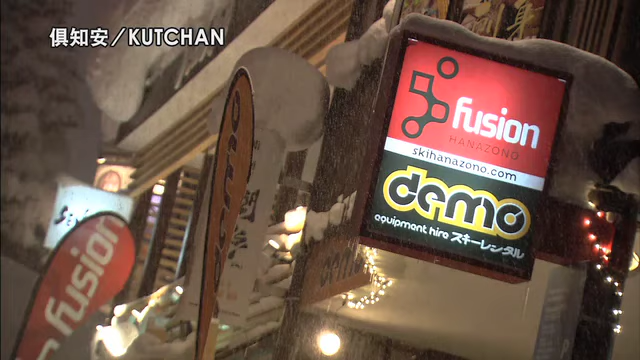 倶知安／KUTCHAN
fusion
HANAZONO
skihanazono.com
demo
equipment hire スキーレンタル
demo
fusion